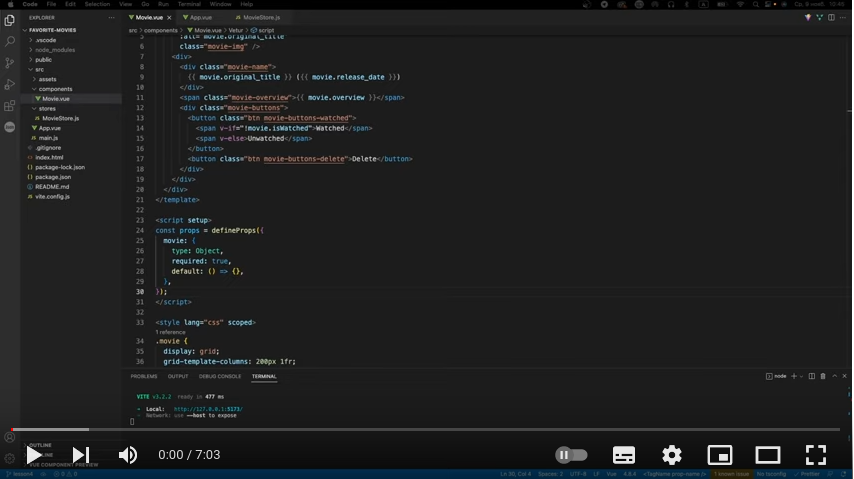 Code File Edit Selection View Go Run Terminal Window Help
EXPLORER
FAVORITE-MOVIES
.vscode
node_modules
public
src
assets
components
Movie.vue
stores
MovieStore.js
App.vue
main.js
.gitignore
index.html
package-lock.json
package.json
README.md
vite.config.js
OUTLINE
VUE COMPONENT PREVIEW
Movie.vue App.vue MovieStore.js
src > components > Movie.vue > Vetur > script
5 :alt="movie.original_title"
6 class="movie-img" />
7 <div>
8 <div class="movie-name">
9 {{ movie.original_title }} ({{ movie.release_date }})
10 </div>
11 <span class="movie-overview">{{ movie.overview }}</span>
12 <div class="movie-buttons">
13 <button class="btn movie-buttons-watched">
14 <span v-if="!movie.isWatched">Watched</span>
15 <span v-else>Unwatched</span>
16 </button>
17 <button class="btn movie-buttons-delete">Delete</button>
18 </div>
19 </div>
20 </div>
21 </template>
22
23 <script setup>
24 const props = defineProps({
25 movie: {
26 type: Object,
27 required: true,
28 default: () => {},
29 },
30 });
31 </script>
32
33 <style lang="css" scoped>
1 reference
34 .movie {
35 display: grid;
36 grid-template-columns: 200px 1fr;
PROBLEMS OUTPUT DEBUG CONSOLE TERMINAL node
VITE v3.2.2 ready in 477 ms
➜ Local: http://127.0.0.1:5173/
➜ Network: use --host to expose
0:00 / 7:03
lesson4 0 0 Ln 30, Col 4 Spaces: 2 UTF-8 LF Vue 4.8.4 <TagName prop-name /> 1 known issue No tsconfig Prettier